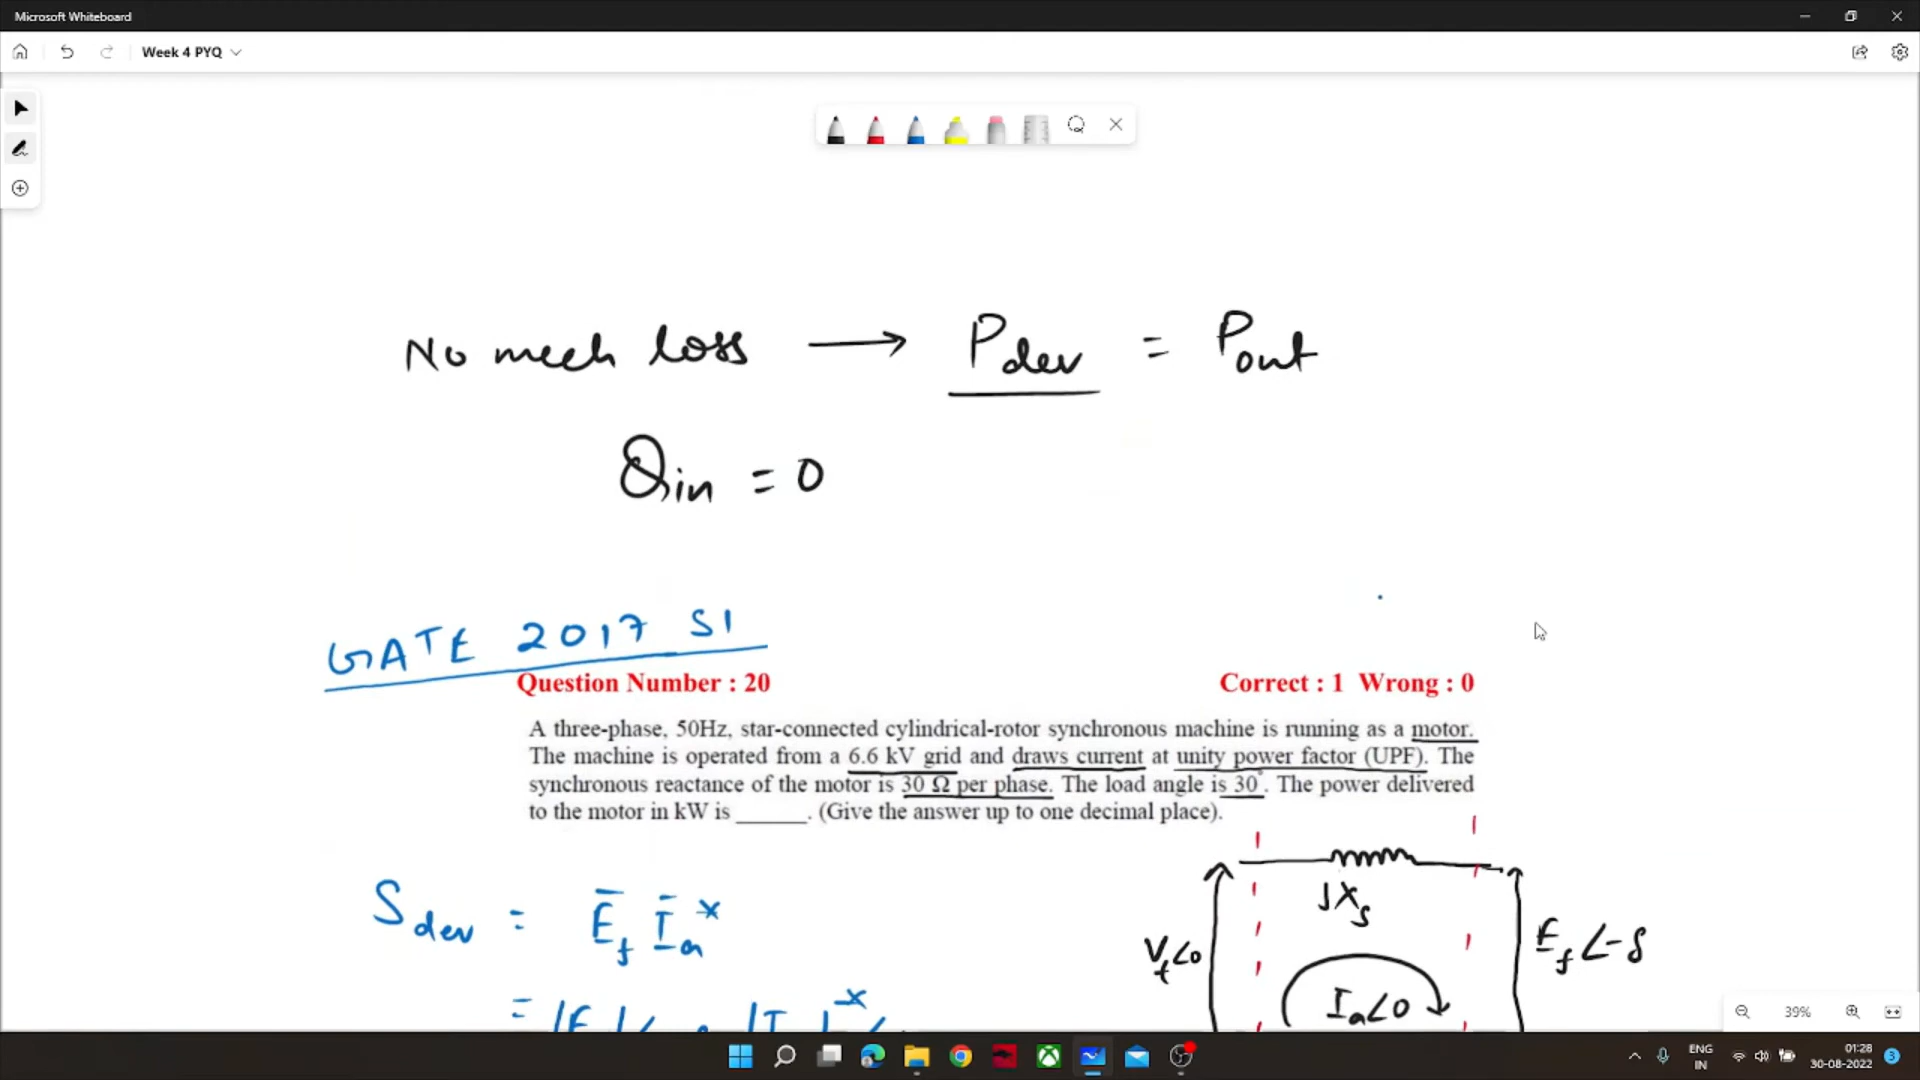 Microsoft Whiteboard
Week 4 PYQ
No mech loss → Pdev = Pout
Qin = 0
GATE 2017 S1
Question Number : 20 Correct : 1 Wrong : 0
A three-phase, 50Hz, star-connected cylindrical-rotor synchronous machine is running as a motor.
The machine is operated from a 6.6 kV grid and draws current at unity power factor (UPF). The
synchronous reactance of the motor is 30 Ω per phase. The load angle is 30°. The power delivered
to the motor in kW is ______. (Give the answer up to one decimal place).
Sdev = Ēf Īa*
JXs
Vf∠0
Ef∠-δ
Ia∠0
39%
ENG
IN
01:28
30-08-2022
3